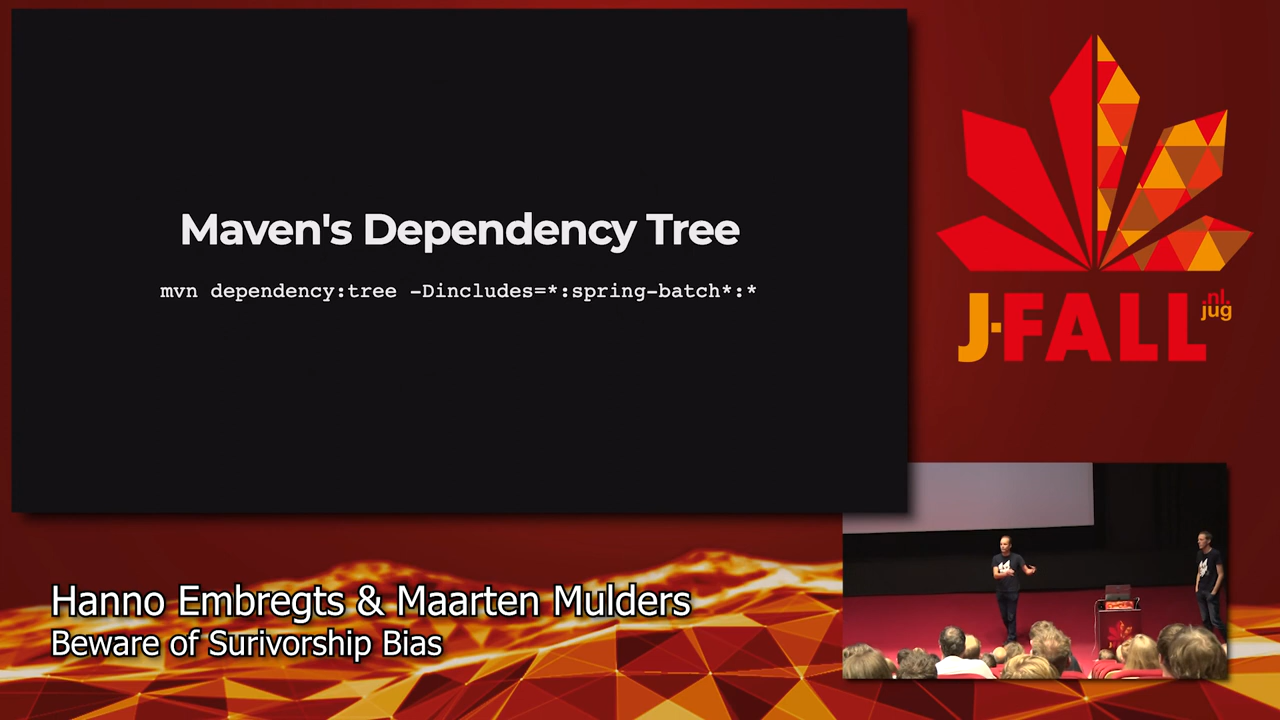 Maven's Dependency Tree
mvn dependency:tree -Dincludes=*:spring-batch*:*
J-FALL
nl.
jug
Hanno Embregts & Maarten Mulders
Beware of Surivorship Bias